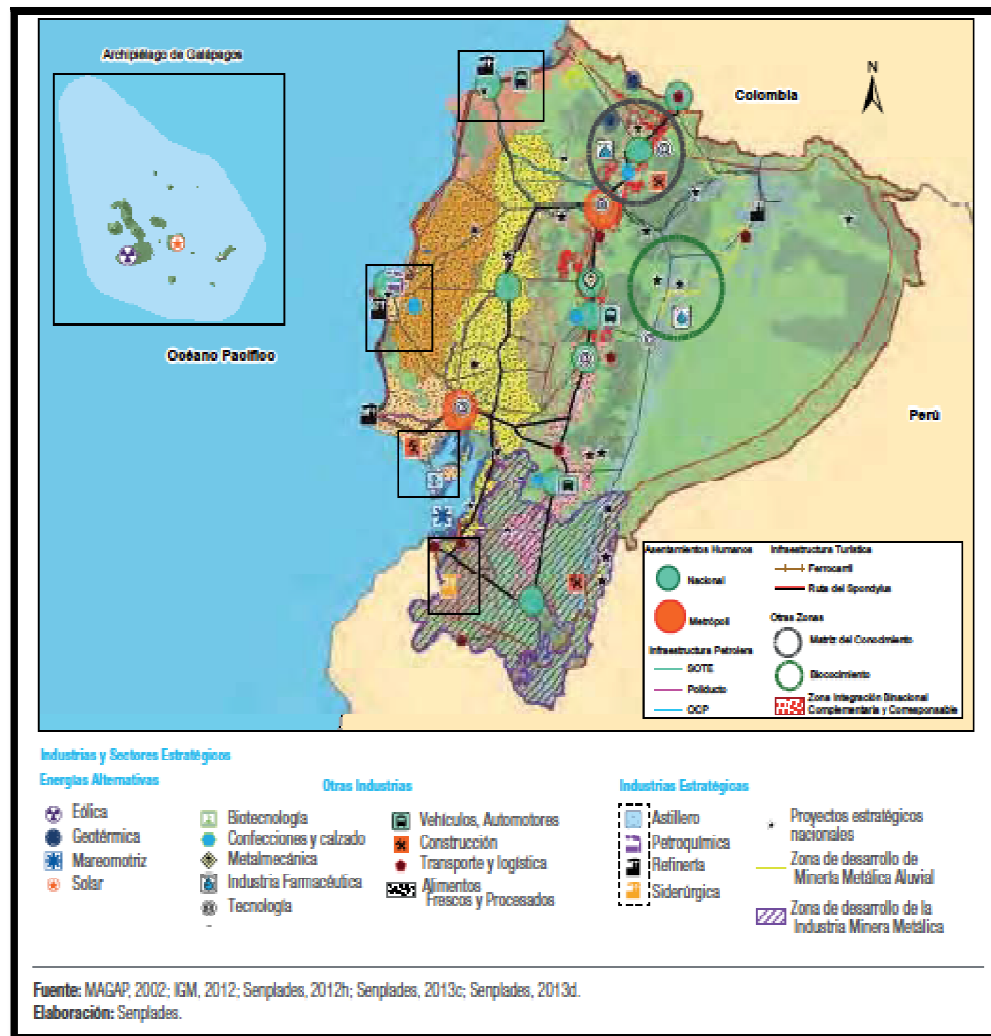 Archipiélago de Galápagos
N
Colombia
Océano Pacífico
Perú
Asentamientos Humanos
Nacional
Metrópoli
Infraestructura Petrolera
SOTE
Poliducto
OCP
Infraestructura Turística
Ferrocarril
Ruta del Spondylus
Otras Zonas
Matriz del Conocimiento
Bioconocimiento
Zona Integración Binacional
Complementaria y Corresponsable
Industrias y Sectores Estratégicos
Energías Alternativas
Eólica
Geotérmica
Mareomotriz
Solar
Otras Industrias
Biotecnología
Confecciones y calzado
Metalmecánica
Industria Farmacéutica
Tecnología
Vehículos, Automotores
Construcción
Transporte y logística
Alimentos
Frescos y Procesados
Industrias Estratégicas
Astillero
Petroquímica
Refinería
Siderúrgica
Proyectos estratégicos
nacionales
Zona de desarrollo de
Minería Metálica Aluvial
Zona de desarrollo de la
Industria Minera Metálica
Fuente: MAGAP, 2002; IGM, 2012; Senplades, 2012h; Senplades, 2013c; Senplades, 2013d.
Elaboración: Senplades.